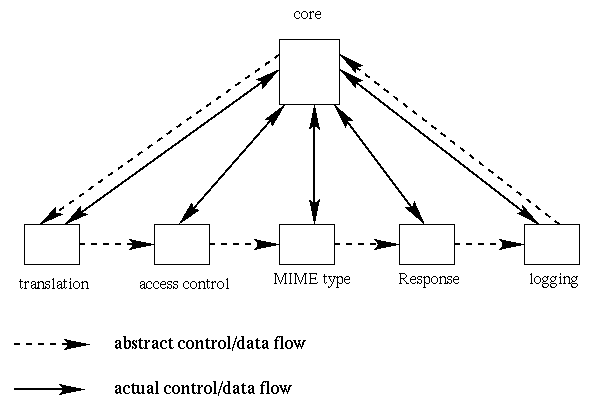 core
translation
access control
MIME type
Response
logging
abstract control/data flow
actual control/data flow